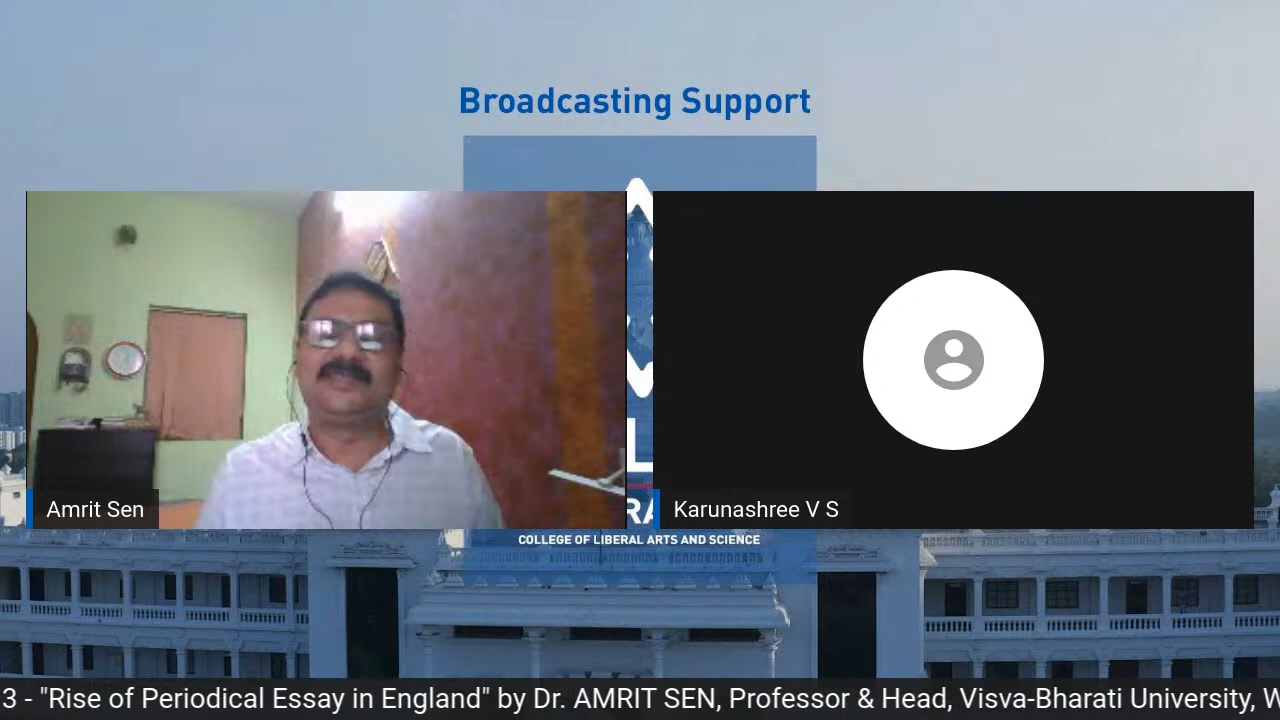 Broadcasting Support
Amrit Sen
Karunashree V S
COLLEGE OF LIBERAL ARTS AND SCIENCE
3 - "Rise of Periodical Essay in England" by Dr. AMRIT SEN, Professor & Head, Visva-Bharati University, W